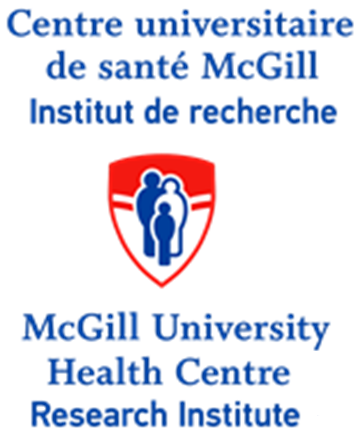 Centre universitaire
de santé McGill
Institut de recherche
McGill University
Health Centre
Research Institute